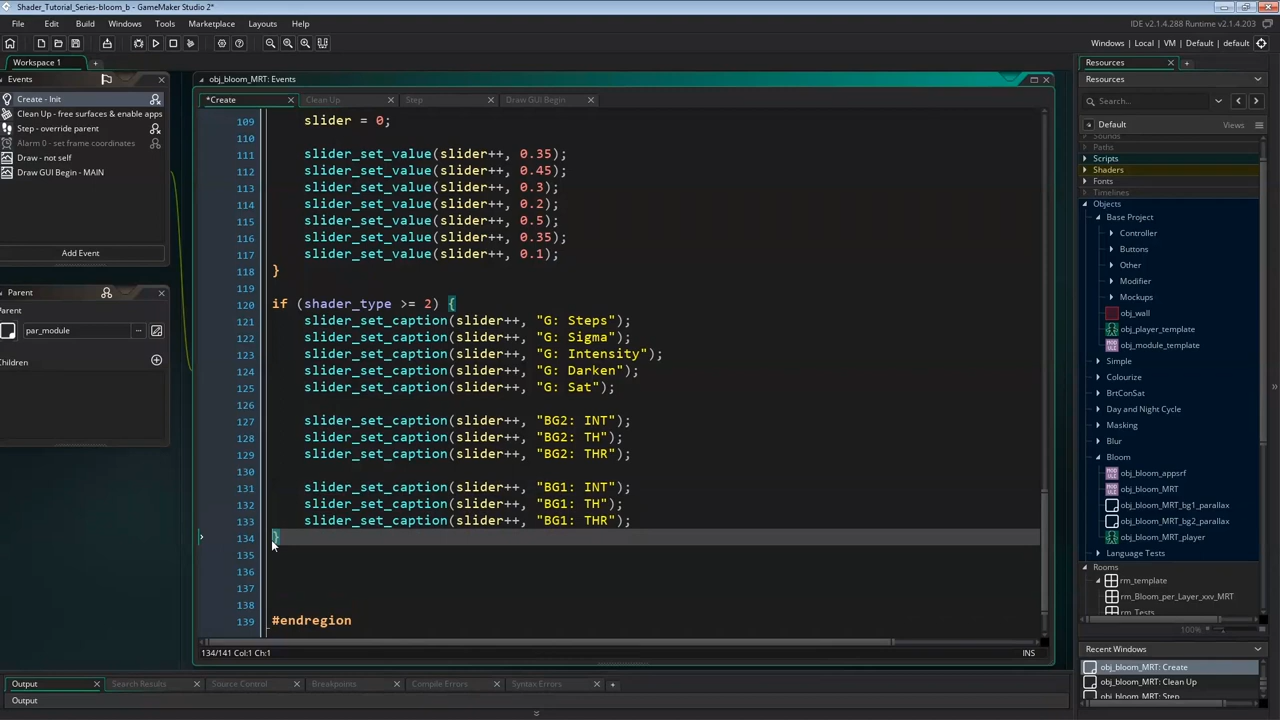 Shader_Tutorial_Series-bloom_b - GameMaker Studio 2*
File Edit Build Windows Tools Marketplace Layouts Help
IDE v2.1.4.288 Runtime v2.1.4.203
Windows | Local | VM | Default | default
Workspace 1
Events
Create - Init
Clean Up - free surfaces & enable apps
Step - override parent
Alarm 0 - set frame coordinates
Draw - not self
Draw GUI Begin - MAIN
Add Event
Parent
Parent
par_module
Children
obj_bloom_MRT: Events
*Create Clean Up Step Draw GUI Begin
109 slider = 0;
110
111 slider_set_value(slider++, 0.35);
112 slider_set_value(slider++, 0.45);
113 slider_set_value(slider++, 0.3);
114 slider_set_value(slider++, 0.2);
115 slider_set_value(slider++, 0.5);
116 slider_set_value(slider++, 0.35);
117 slider_set_value(slider++, 0.1);
118 }
119
120 if (shader_type >= 2) {
121 slider_set_caption(slider++, "G: Steps");
122 slider_set_caption(slider++, "G: Sigma");
123 slider_set_caption(slider++, "G: Intensity");
124 slider_set_caption(slider++, "G: Darken");
125 slider_set_caption(slider++, "G: Sat");
126
127 slider_set_caption(slider++, "BG2: INT");
128 slider_set_caption(slider++, "BG2: TH");
129 slider_set_caption(slider++, "BG2: THR");
130
131 slider_set_caption(slider++, "BG1: INT");
132 slider_set_caption(slider++, "BG1: TH");
133 slider_set_caption(slider++, "BG1: THR");
134 }
135
136
137
138
139 #endregion
134/141 Col:1 Ch:1
INS
Resources
Resources
Search...
Default
Views
Sounds
Paths
Scripts
Shaders
Fonts
Timelines
Objects
Base Project
Controller
Buttons
Other
Modifier
Mockups
obj_wall
obj_player_template
obj_module_template
Simple
Colourize
BrtConSat
Day and Night Cycle
Masking
Blur
Bloom
obj_bloom_appsrf
obj_bloom_MRT
obj_bloom_MRT_bg1_parallax
obj_bloom_MRT_bg2_parallax
obj_bloom_MRT_player
Language Tests
Rooms
rm_template
rm_Bloom_per_Layer_xxv_MRT
rm_Tests
100%
Recent Windows
obj_bloom_MRT: Create
obj_bloom_MRT: Clean Up
obj_bloom_MRT: Step
Output Search Results Source Control Breakpoints Compile Errors Syntax Errors
Output